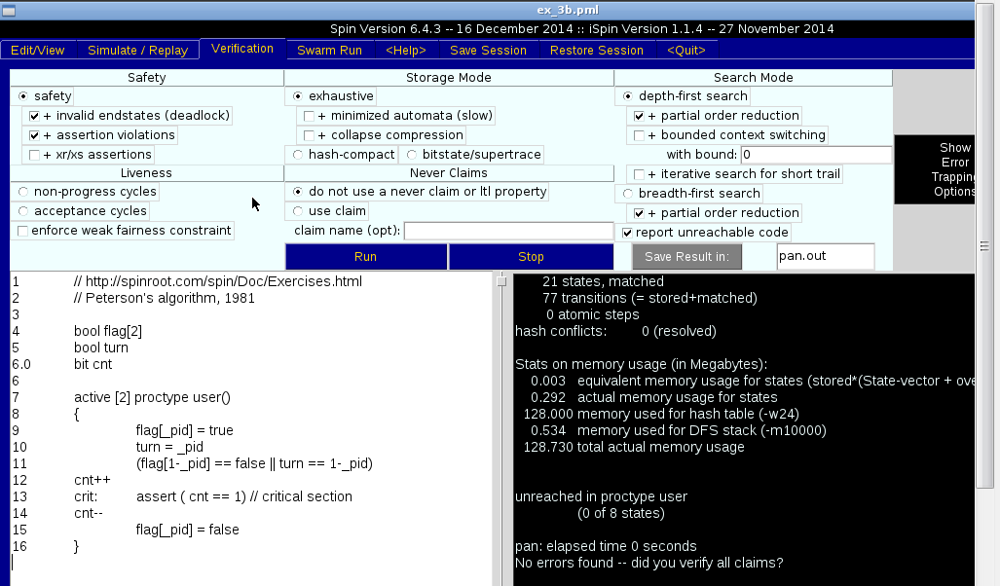 ex_3b.pml
Spin Version 6.4.3 -- 16 December 2014 :: iSpin Version 1.1.4 -- 27 November 2014
Edit/View Simulate / Replay Verification Swarm Run <Help> Save Session Restore Session <Quit>
Safety
safety
+ invalid endstates (deadlock)
+ assertion violations
+ xr/xs assertions
Liveness
non-progress cycles
acceptance cycles
enforce weak fairness constraint
Storage Mode
exhaustive
+ minimized automata (slow)
+ collapse compression
hash-compact bitstate/supertrace
Never Claims
do not use a never claim or ltl property
use claim
claim name (opt):
Search Mode
depth-first search
+ partial order reduction
+ bounded context switching
with bound: 0
+ iterative search for short trail
breadth-first search
+ partial order reduction
report unreachable code
Show
Error
Trapping
Options
Run Stop Save Result in: pan.out
1 // http://spinroot.com/spin/Doc/Exercises.html
2 // Peterson's algorithm, 1981
3
4 bool flag[2]
5 bool turn
6.0 bit cnt
6
7 active [2] proctype user()
8 {
9 flag[_pid] = true
10 turn = _pid
11 (flag[1-_pid] == false || turn == 1-_pid)
12 cnt++
13 crit: assert ( cnt == 1) // critical section
14 cnt--
15 flag[_pid] = false
16 }
21 states, matched
77 transitions (= stored+matched)
0 atomic steps
hash conflicts: 0 (resolved)
Stats on memory usage (in Megabytes):
0.003 equivalent memory usage for states (stored*(State-vector + ove
0.292 actual memory usage for states
128.000 memory used for hash table (-w24)
0.534 memory used for DFS stack (-m10000)
128.730 total actual memory usage
unreached in proctype user
(0 of 8 states)
pan: elapsed time 0 seconds
No errors found -- did you verify all claims?